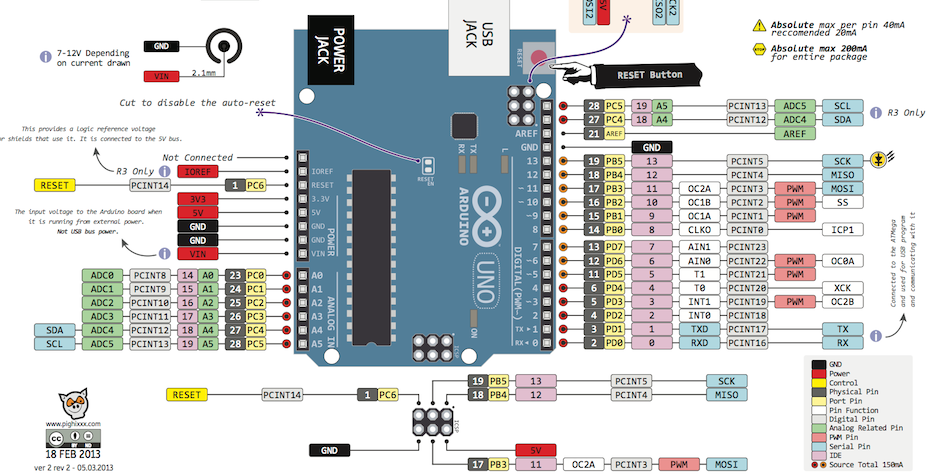 MSI2
5V
SO2
CK2
POWER
JACK
USB
JACK
GND
7-12V Depending
on current drawn
VIN
2.1mm
Absolute max per pin 40mA
reccomended 20mA
STOP
Absolute max 200mA
for entire package
RESET
RESET Button
Cut to disable the auto-reset
This provides a logic reference voltage
r shields that use it. It is connected to the 5V bus.
28 PC5 19 A5 PCINT13 ADC5 SCL
R3 Only
27 PC4 18 A4 PCINT12 ADC4 SDA
21 AREF AREF
AREF
GND
GND
RX
TX
L
Not Connected
R3 Only
IOREF
IOREF
RESET PCINT14 1 PC6
RESET
RESET
EN
3V3
3.3V
5V
5V
GND
GND
GND
GND
VIN
VIN
POWER
The input voltage to the Arduino board when
it is running from external power.
Not USB bus power.
ARDUINO
UNO
13 19 PB5 13 PCINT5 SCK
12 18 PB4 12 PCINT4 MISO
~11 17 PB3 11 OC2A PCINT3 PWM MOSI
~10 16 PB2 10 OC1B PCINT2 PWM SS
~9 15 PB1 9 OC1A PCINT1 PWM
8 14 PB0 8 CLKO PCINT0 ICP1
7 13 PD7 7 AIN1 PCINT23
~6 12 PD6 6 AIN0 PCINT22 PWM OC0A
~5 11 PD5 5 T1 PCINT21 PWM
4 6 PD4 4 T0 PCINT20 XCK
~3 5 PD3 3 INT1 PCINT19 PWM OC2B
2 4 PD2 2 INT0 PCINT18
TX 1 3 PD1 1 TXD PCINT17 TX
RX 0 2 PD0 0 RXD PCINT16 RX
DIGITAL (PWM~)
Connected to the ATMega
and used for USB program
and communicating with it
ADC0 PCINT8 14 A0 23 PC0 A0
ADC1 PCINT9 15 A1 24 PC1 A1
ADC2 PCINT10 16 A2 25 PC2 A2
ADC3 PCINT11 17 A3 26 PC3 A3
SDA ADC4 PCINT12 18 A4 27 PC4 A4
SCL ADC5 PCINT13 19 A5 28 PC5 A5
ANALOG IN
ON
ICSP
19 PB5 13 PCINT5 SCK
18 PB4 12 PCINT4 MISO
RESET PCINT14 1 PC6
ICSP
GND
5V
17 PB3 11 OC2A PCINT3 PWM MOSI
GND
Power
Control
Physical Pin
Port Pin
Pin Function
Digital Pin
Analog Related Pin
PWM Pin
Serial Pin
IDE
Source Total 150mA
www.pighixxx.com
cc
BY ND
18 FEB 2013
ver 2 rev 2 - 05.03.2013